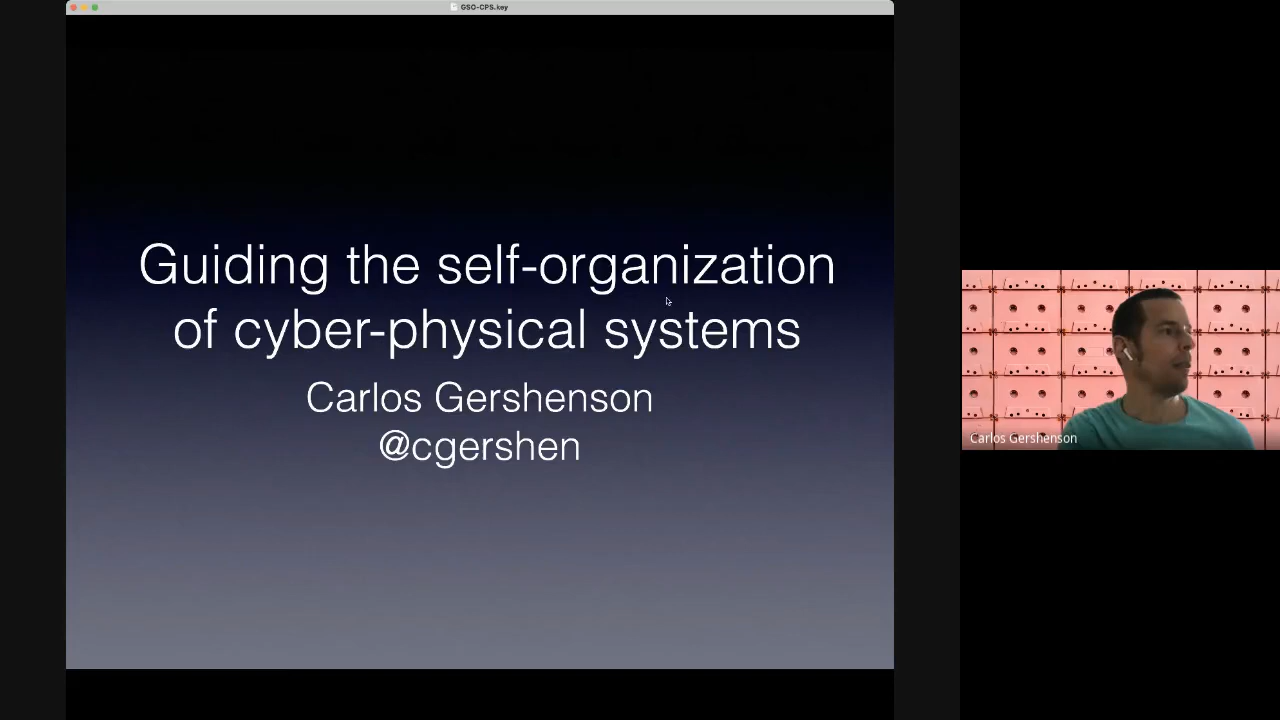 GSO-CPS.key
Guiding the self-organization
of cyber-physical systems
Carlos Gershenson
@cgershen
Carlos Gershenson